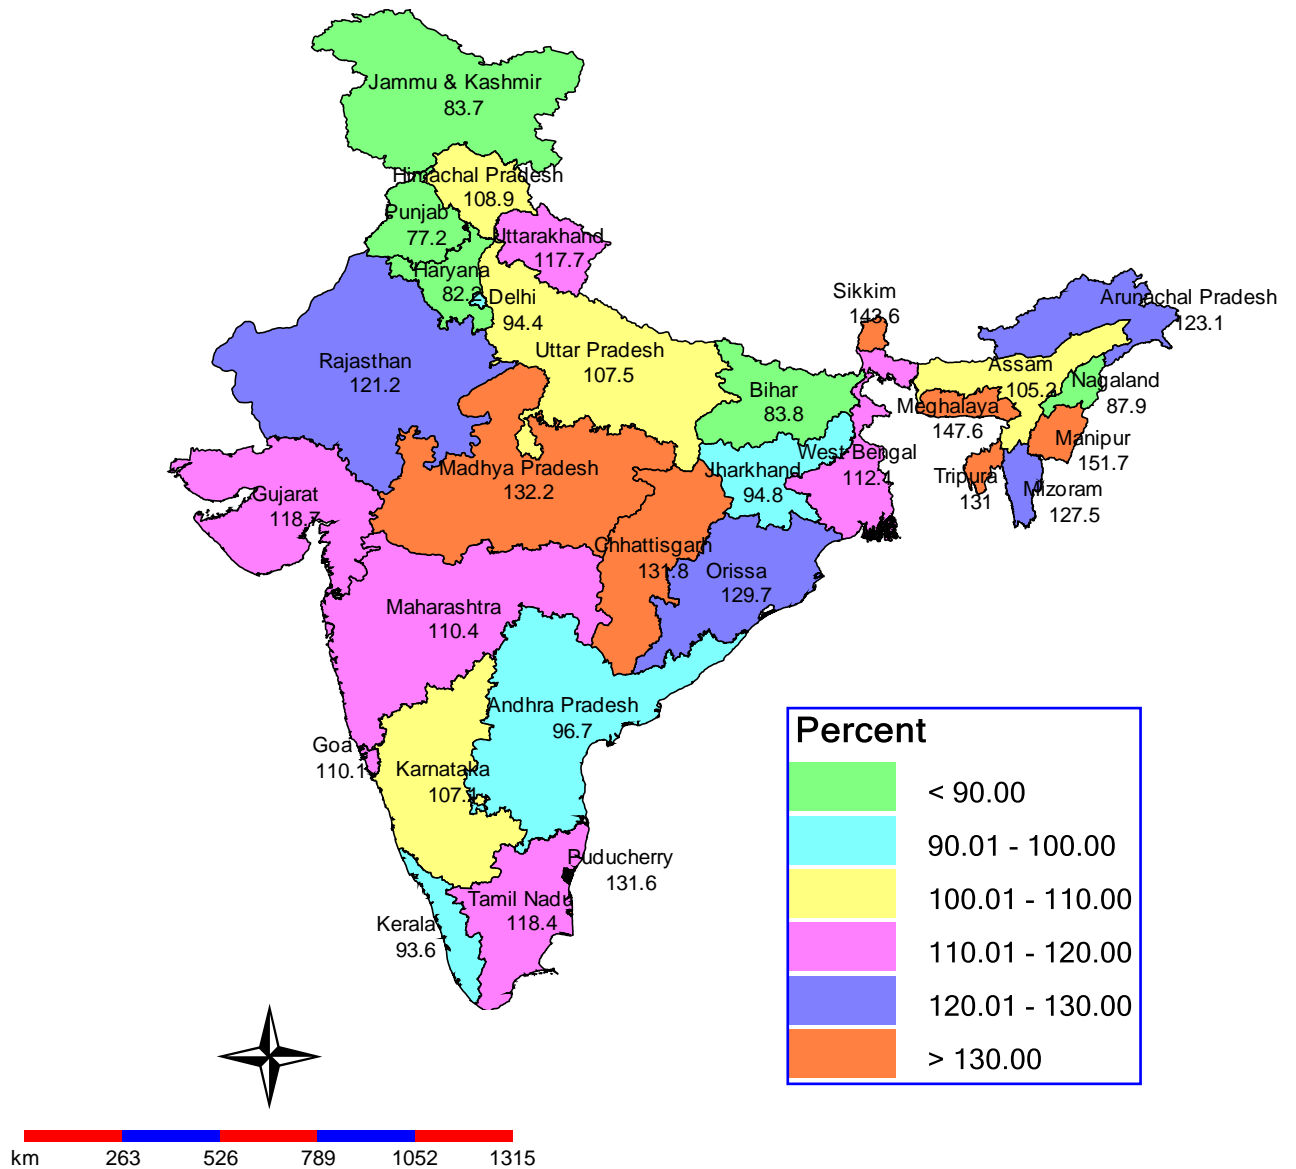 Jammu & Kashmir
83.7
Himachal Pradesh
108.9
Punjab
77.2
Uttarakhand
117.7
Haryana
82.2
Delhi
94.4
Sikkim
143.6
Arunachal Pradesh
123.1
Rajasthan
121.2
Uttar Pradesh
107.5
Assam
105.2
Nagaland
87.9
Bihar
83.8
Meghalaya
147.6
Manipur
151.7
West Bengal
112.1
Jharkhand
94.8
Tripura
131
Mizoram
127.5
Madhya Pradesh
132.2
Gujarat
118.7
Chhattisgarh
131.8
Orissa
129.7
Maharashtra
110.4
Andhra Pradesh
96.7
Goa
110.1
Karnataka
107.1
Puducherry
131.6
Tamil Nadu
118.4
Kerala
93.6
Percent
< 90.00
90.01 - 100.00
100.01 - 110.00
110.01 - 120.00
120.01 - 130.00
> 130.00
km 263 526 789 1052 1315